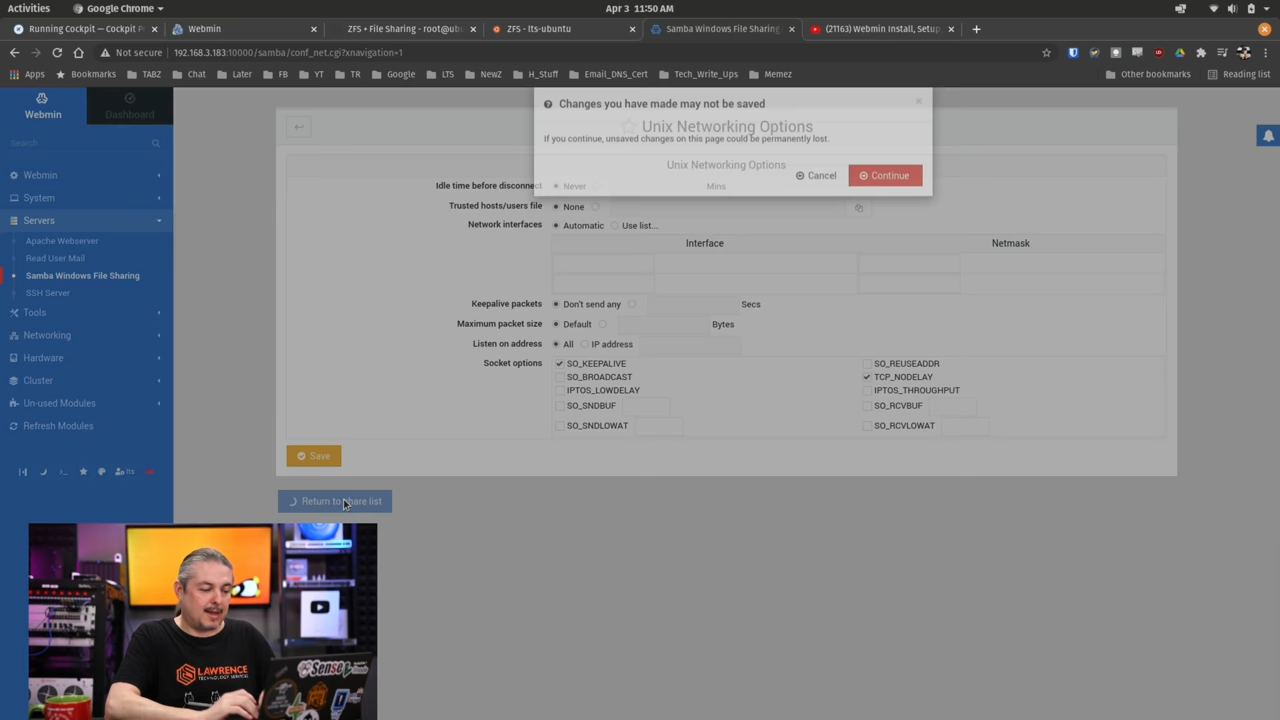 Activities
Google Chrome
Apr 3 11:50 AM
Running Cockpit — Cockpit P
Webmin
ZFS + File Sharing - root@ub
ZFS - lts-ubuntu
Samba Windows File Sharing
(21163) Webmin Install, Setup
Not secure
192.168.3.183:10000/samba/conf_net.cgi?xnavigation=1
Apps
Bookmarks
TABZ
Chat
Later
FB
YT
TR
Google
LTS
NewZ
H_Stuff
Email_DNS_Cert
Tech_Write_Ups
Memez
Other bookmarks
Reading list
Webmin
Dashboard
Search
Webmin
System
Servers
Apache Webserver
Read User Mail
Samba Windows File Sharing
SSH Server
Tools
Networking
Hardware
Cluster
Un-used Modules
Refresh Modules
lts
Changes you have made may not be saved
Unix Networking Options
If you continue, unsaved changes on this page could be permanently lost.
Unix Networking Options
Cancel
Continue
Idle time before disconnect
Never
Mins
Trusted hosts/users file
None
Network interfaces
Automatic
Use list...
Interface
Netmask
Keepalive packets
Don't send any
Secs
Maximum packet size
Default
Bytes
Listen on address
All
IP address
Socket options
SO_KEEPALIVE
SO_REUSEADDR
SO_BROADCAST
TCP_NODELAY
IPTOS_LOWDELAY
IPTOS_THROUGHPUT
SO_SNDBUF
SO_RCVBUF
SO_SNDLOWAT
SO_RCVLOWAT
Save
Return to share list
LAWRENCE
TECHNOLOGY SERVICES